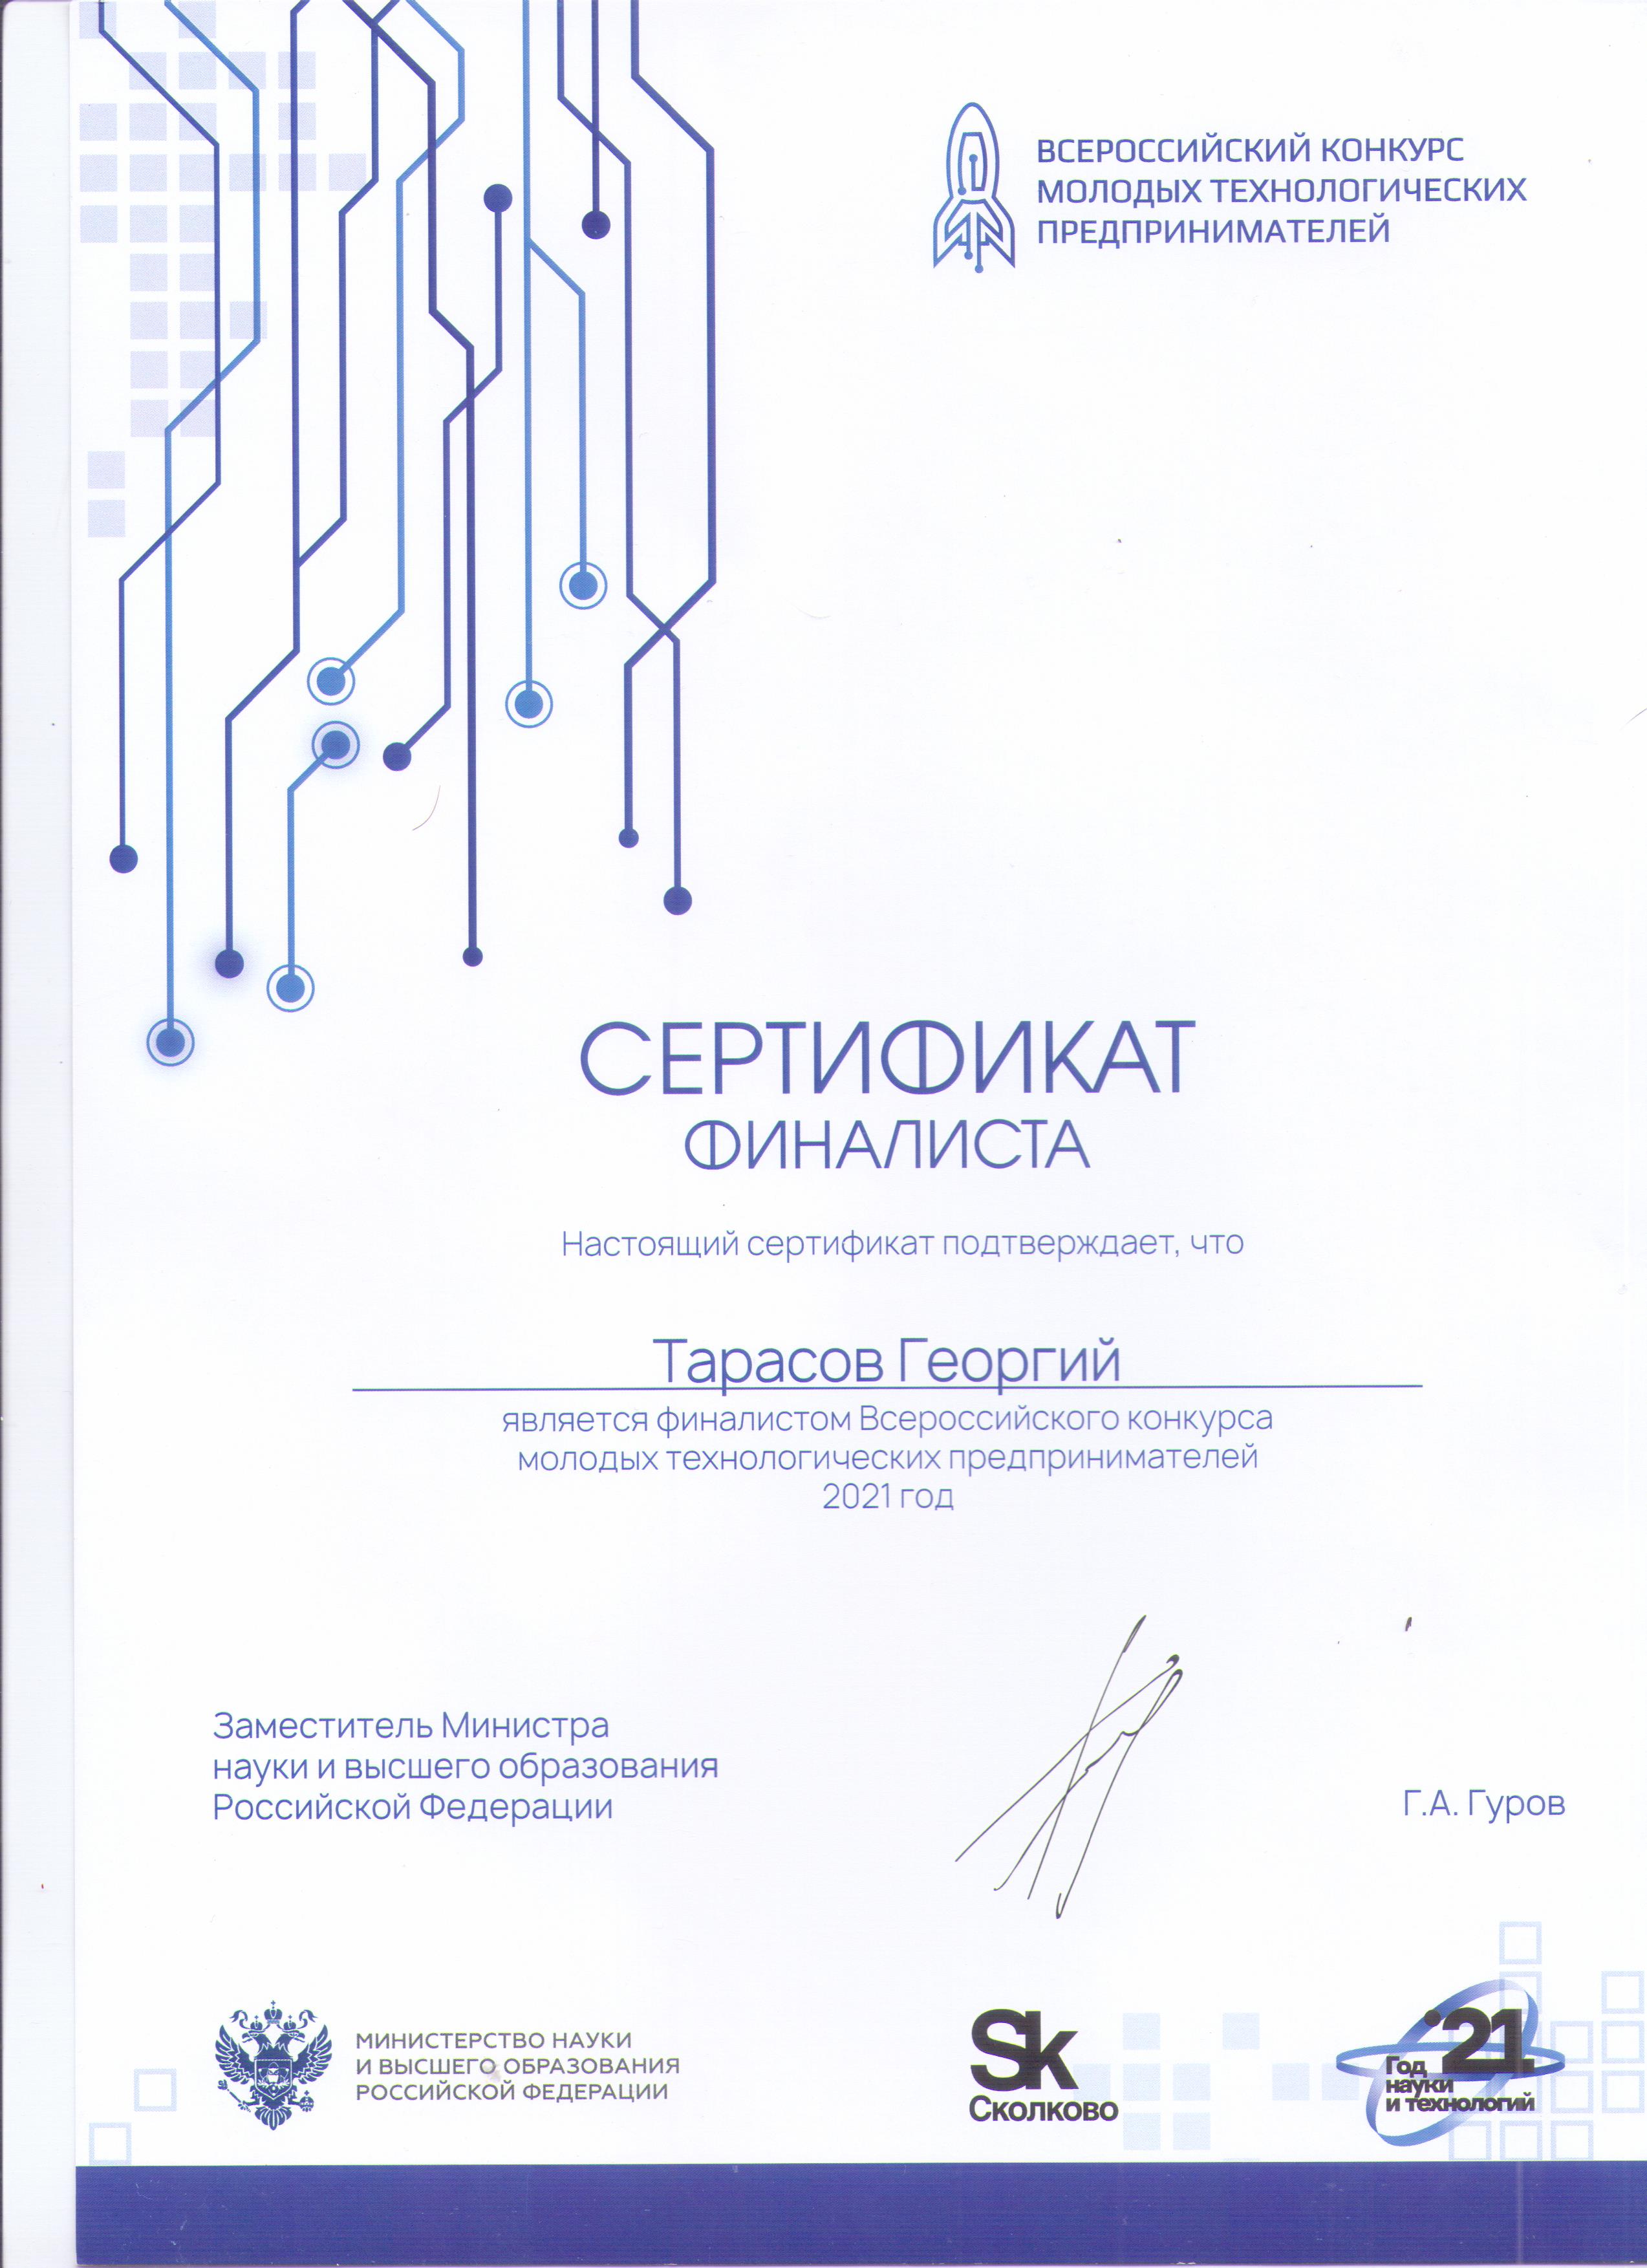 ВСЕРОССИЙСКИЙ КОНКУРС
МОЛОДЫХ ТЕХНОЛОГИЧЕСКИХ
ПРЕДПРИНИМАТЕЛЕЙ
СЕРТИФИКАТ
ФИНАЛИСТА
Настоящий сертификат подтверждает, что
Тарасов Георгий
является финалистом Всероссийского конкурса
молодых технологических предпринимателей
2021 год
Заместитель Министра
науки и высшего образования
Российской Федерации
Г.А. Гуров
МИНИСТЕРСТВО НАУКИ
И ВЫСШЕГО ОБРАЗОВАНИЯ
РОССИЙСКОЙ ФЕДЕРАЦИИ
Sk
Сколково
'21
Год
науки
и технологий